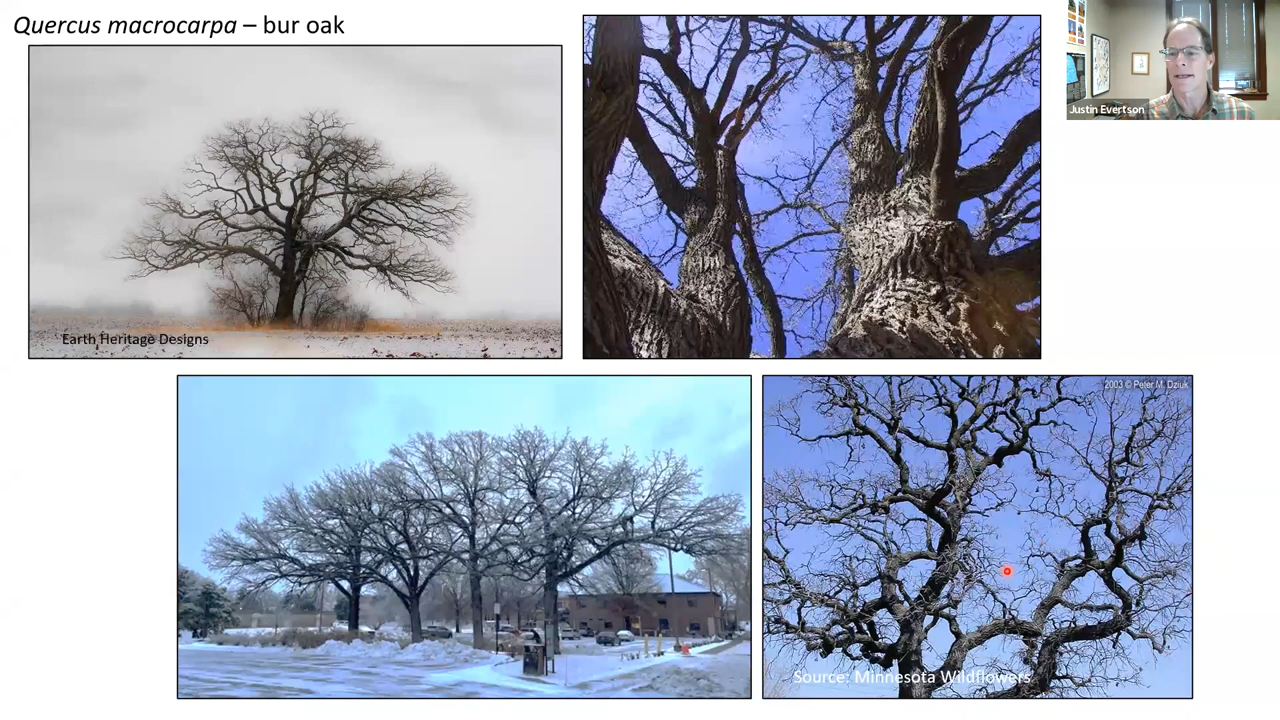 Quercus macrocarpa – bur oak
Justin Evertson
Earth Heritage Designs
2003 © Peter M. Dziuk
Source: Minnesota Wildflowers